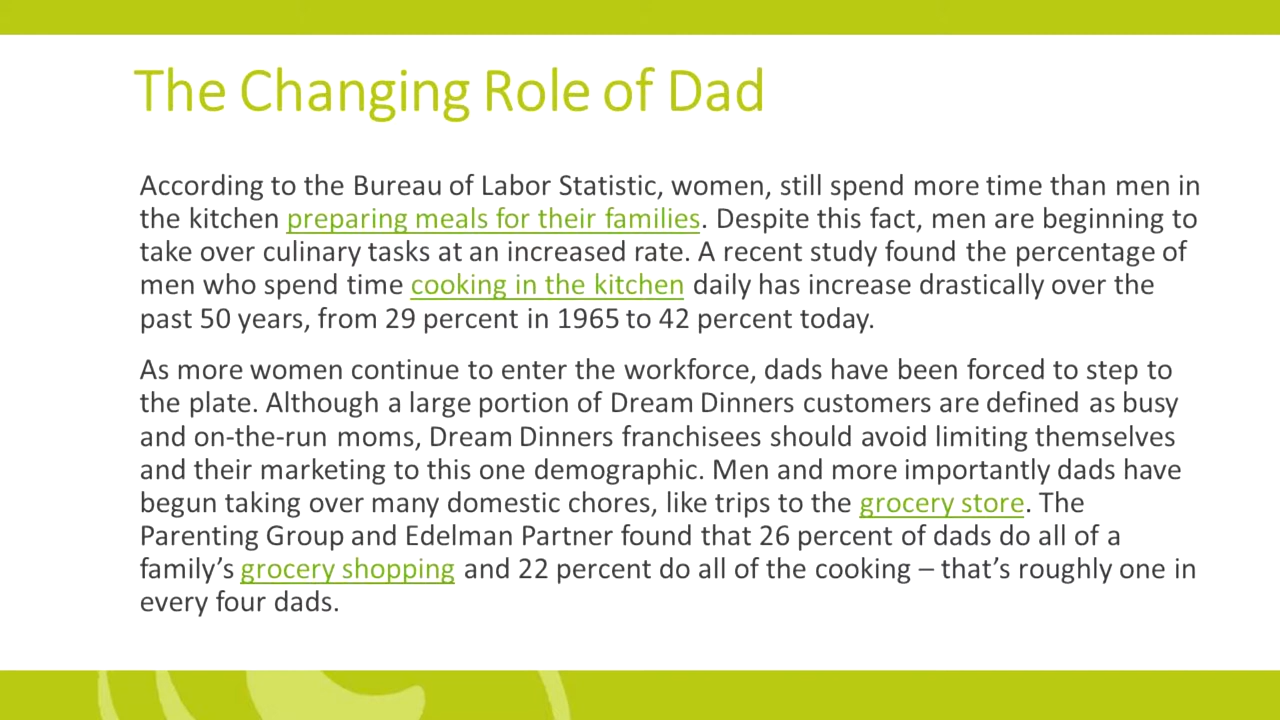 The Changing Role of Dad
According to the Bureau of Labor Statistic, women, still spend more time than men in
the kitchen preparing meals for their families. Despite this fact, men are beginning to
take over culinary tasks at an increased rate. A recent study found the percentage of
men who spend time cooking in the kitchen daily has increase drastically over the
past 50 years, from 29 percent in 1965 to 42 percent today.
As more women continue to enter the workforce, dads have been forced to step to
the plate. Although a large portion of Dream Dinners customers are defined as busy
and on-the-run moms, Dream Dinners franchisees should avoid limiting themselves
and their marketing to this one demographic. Men and more importantly dads have
begun taking over many domestic chores, like trips to the grocery store. The
Parenting Group and Edelman Partner found that 26 percent of dads do all of a
family’s grocery shopping and 22 percent do all of the cooking – that’s roughly one in
every four dads.